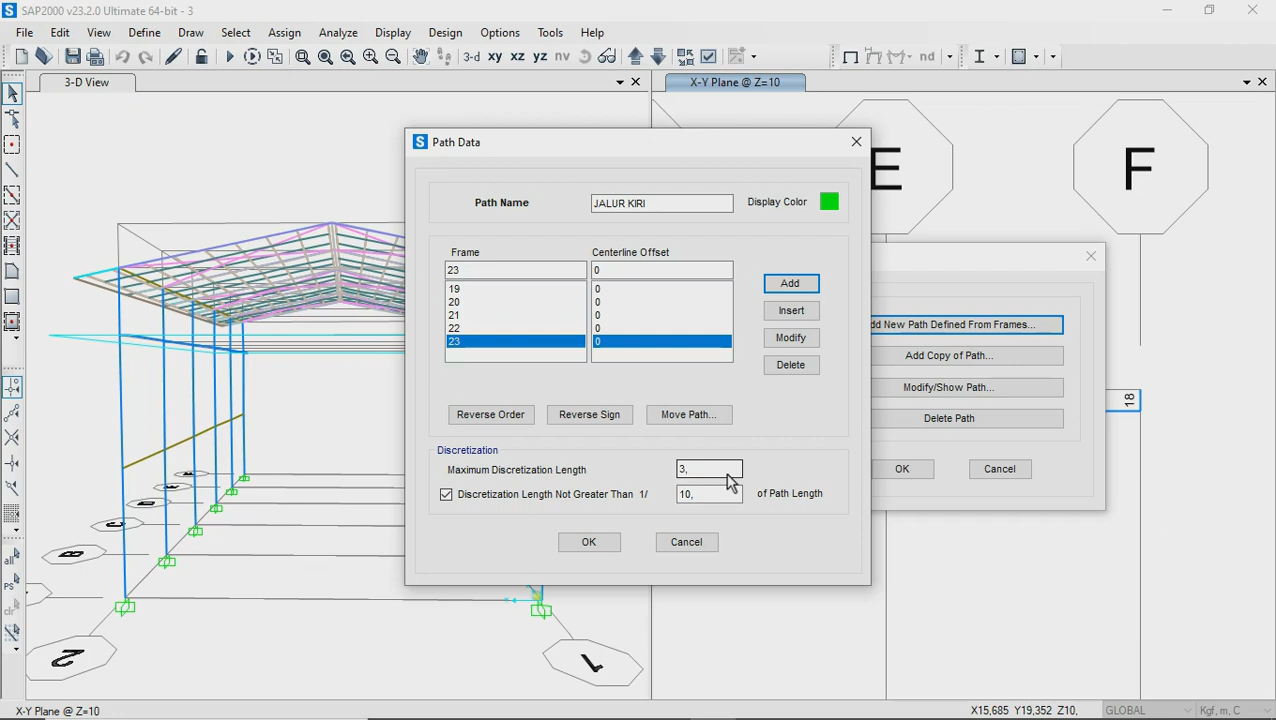 SAP2000 v23.2.0 Ultimate 64-bit - 3
File Edit View Define Draw Select Assign Analyze Display Design Options Tools Help
3-d xy xz yz nv nd
3-D View
X-Y Plane @ Z=10
E
F
Path Data
Path Name
JALUR KIRI
Display Color
Frame
Centerline Offset
23
0
19
0
20
0
21
0
22
0
23
0
Add
Insert
Modify
Delete
Reverse Order
Reverse Sign
Move Path...
Discretization
Maximum Discretization Length
3,
Discretization Length Not Greater Than 1/
10,
of Path Length
OK
Cancel
dd New Path Defined From Frames...
Add Copy of Path...
Modify/Show Path...
Delete Path
OK
Cancel
18
all
PS
clr
C
B
2
1
X-Y Plane @ Z=10
X15,685 Y19,352 Z10,
GLOBAL
Kgf, m, C